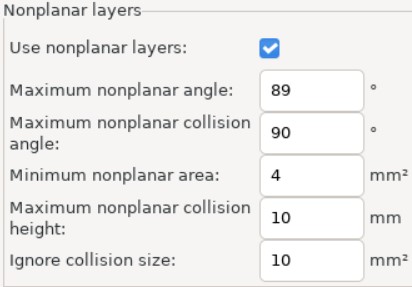 Nonplanar layers
Use nonplanar layers:
Maximum nonplanar angle: 89 °
Maximum nonplanar collision
angle: 90 °
Minimum nonplanar area: 4 mm²
Maximum nonplanar collision
height: 10 mm
Ignore collision size: 10 mm²